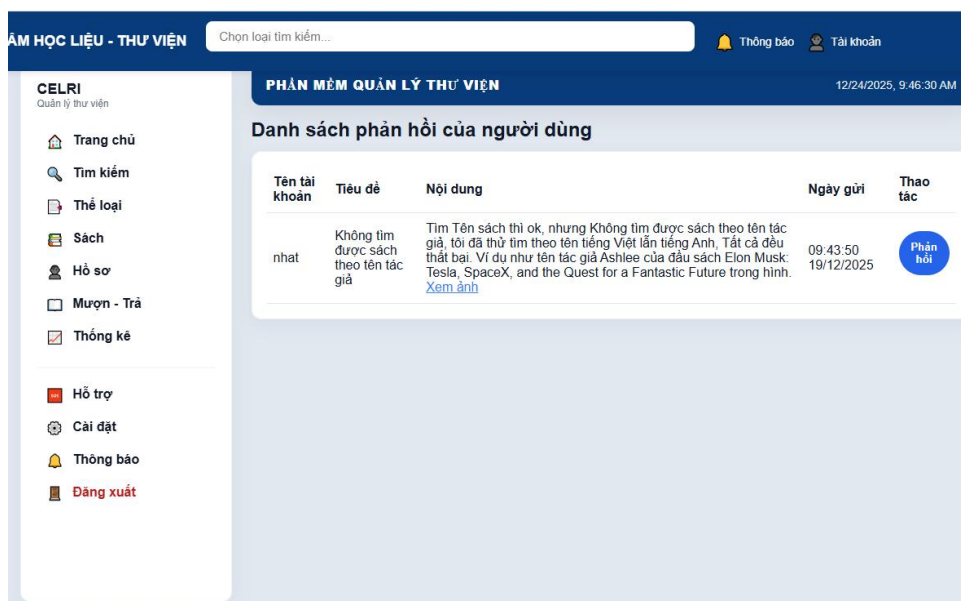 ÂM HỌC LIỆU - THƯ VIỆN
Chọn loại tìm kiếm...
Thông báo
Tài khoản
CELRI
Quản lý thư viện
Trang chủ
Tìm kiếm
Thể loại
Sách
Hồ sơ
Mượn - Trả
Thống kê
Hỗ trợ
Cài đặt
Thông báo
Đăng xuất
PHẦN MỀM QUẢN LÝ THƯ VIỆN
12/24/2025, 9:46:30 AM
Danh sách phản hồi của người dùng
Tên tài
khoản
Tiêu đề
Nội dung
Ngày gửi
Thao
tác
nhat
Không tìm
được sách
theo tên tác
giả
Tìm Tên sách thì ok, nhưng Không tìm được sách theo tên tác
giả, tôi đã thử tìm theo tên tiếng Việt lẫn tiếng Anh, Tất cả đều
thất bại. Ví dụ như tên tác giả Ashlee của đầu sách Elon Musk:
Tesla, SpaceX, and the Quest for a Fantastic Future trong hình.
Xem ảnh
09:43:50
19/12/2025
Phản
hồi